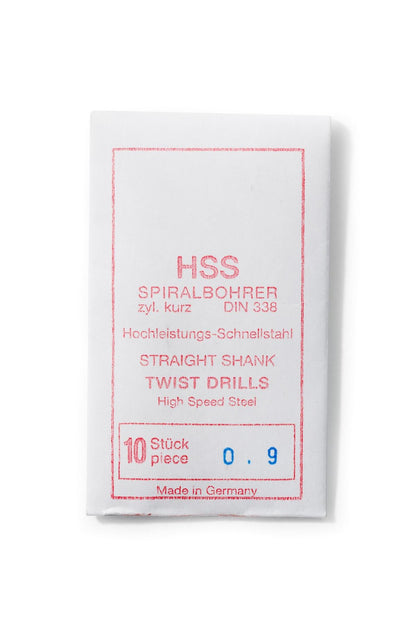 HSS
SPIRALBOHRER
zyl. kurz DIN 338
Hochleistungs-Schnellstahl
STRAIGHT SHANK
TWIST DRILLS
High Speed Steel
10 Stück
piece
0.9
Made in Germany